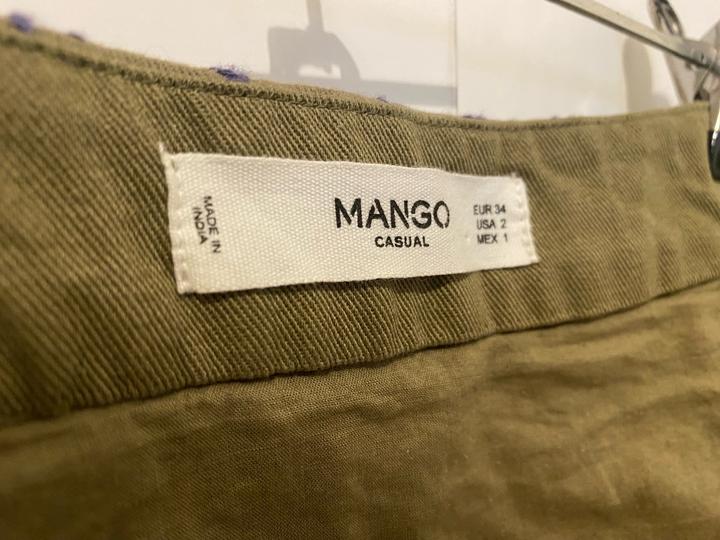 MADE IN
INDIA
MANGO
CASUAL
EUR 34
USA 2
MEX 1